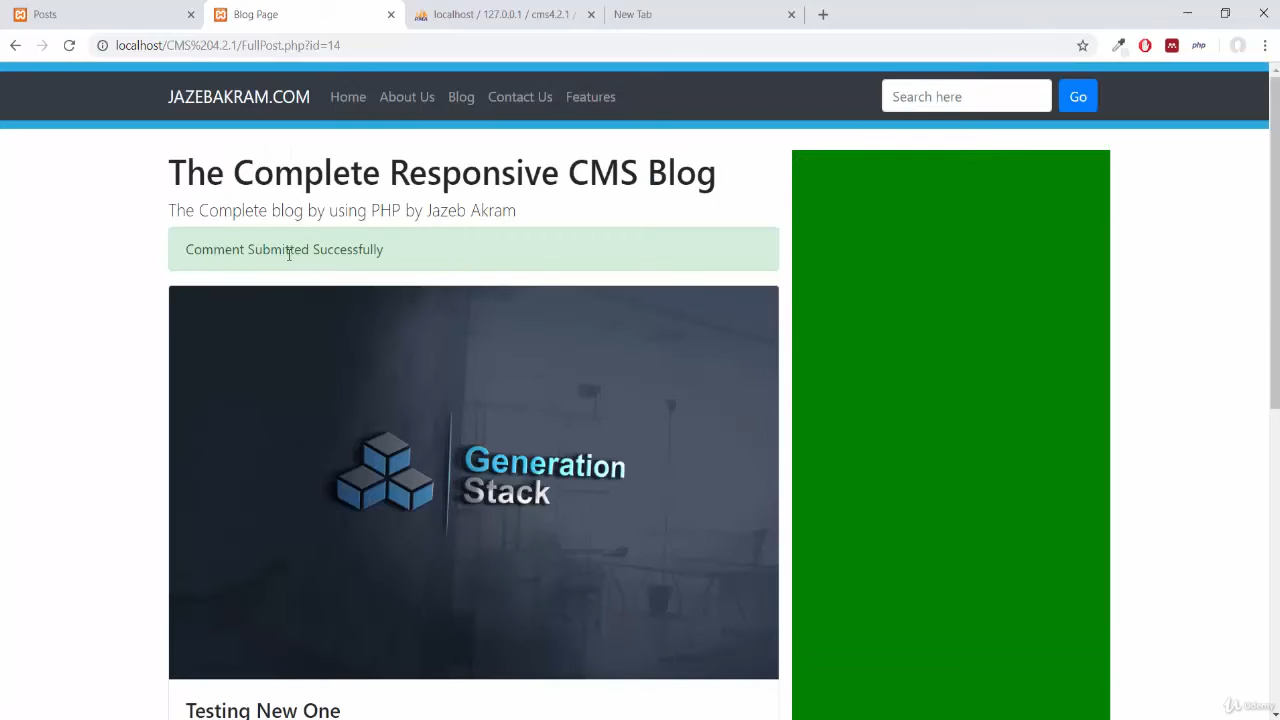 Posts
Blog Page
localhost / 127.0.0.1 / cms4.2.1 /
New Tab
localhost/CMS%204.2.1/FullPost.php?id=14
php
JAZEBAKRAM.COM
Home
About Us
Blog
Contact Us
Features
Search here
Go
The Complete Responsive CMS Blog
The Complete blog by using PHP by Jazeb Akram
Comment Submitted Successfully
Generation
Stack
Testing New One
Udemy